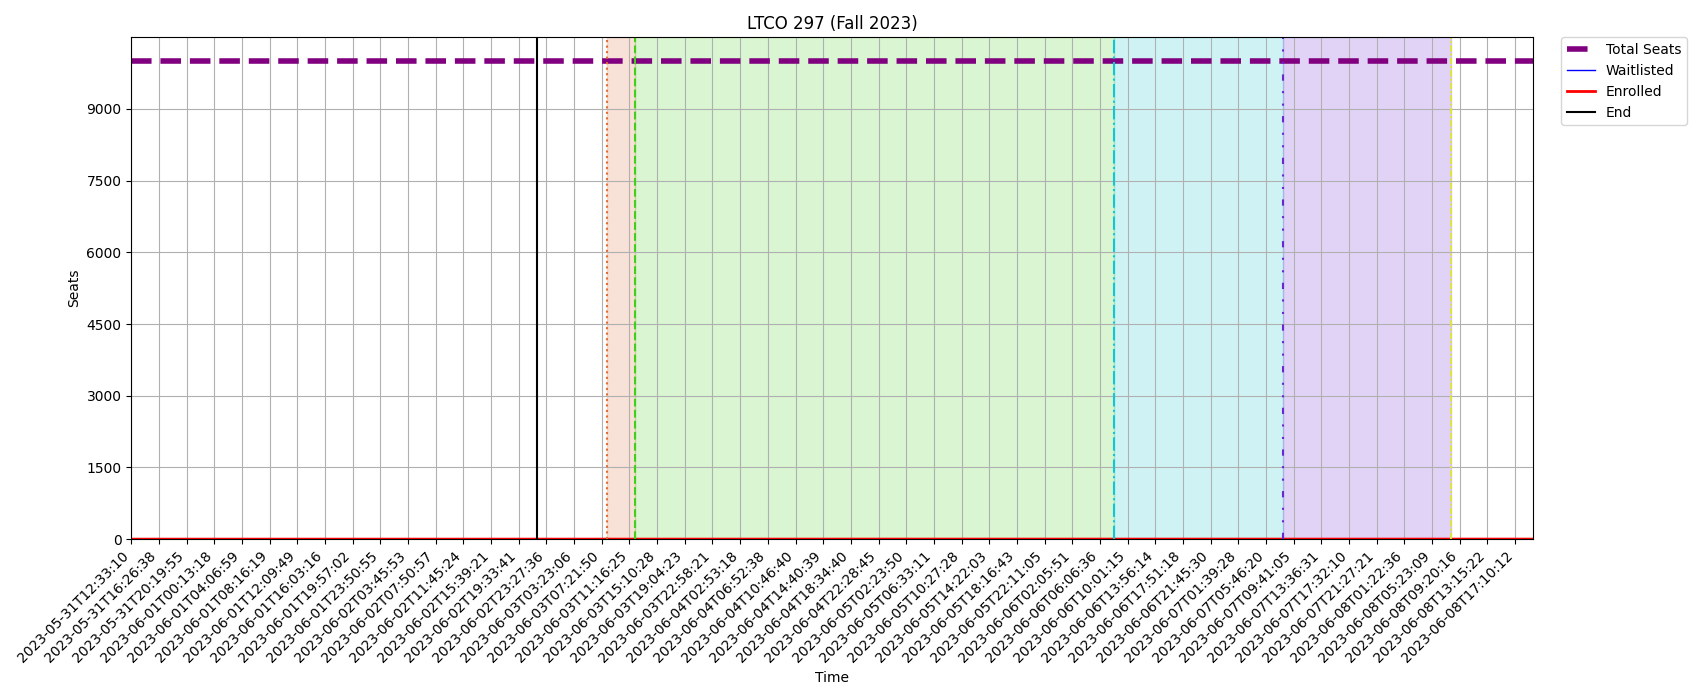 LTCO 297 (Fall 2023)
Total Seats
Waitlisted
Enrolled
End
9000
7500
6000
4500
3000
1500
0
Seats
2023-05-31T12:33:10
2023-05-31T16:26:38
2023-05-31T20:19:55
2023-06-01T00:13:18
2023-06-01T04:06:59
2023-06-01T08:16:19
2023-06-01T12:09:49
2023-06-01T16:03:16
2023-06-01T19:57:02
2023-06-01T23:50:55
2023-06-02T03:45:53
2023-06-02T07:50:57
2023-06-02T11:45:24
2023-06-02T15:39:21
2023-06-02T19:33:41
2023-06-02T23:27:36
2023-06-03T03:23:06
2023-06-03T07:21:50
2023-06-03T11:16:25
2023-06-03T15:10:28
2023-06-03T19:04:23
2023-06-03T22:58:21
2023-06-04T02:53:18
2023-06-04T06:52:38
2023-06-04T10:46:40
2023-06-04T14:40:39
2023-06-04T18:34:40
2023-06-04T22:28:45
2023-06-05T02:23:50
2023-06-05T06:33:11
2023-06-05T10:27:28
2023-06-05T14:22:03
2023-06-05T18:16:43
2023-06-05T22:11:05
2023-06-06T02:05:51
2023-06-06T06:06:36
2023-06-06T10:01:15
2023-06-06T13:56:14
2023-06-06T17:51:18
2023-06-06T21:45:30
2023-06-07T01:39:28
2023-06-07T05:46:20
2023-06-07T09:41:05
2023-06-07T13:36:31
2023-06-07T17:32:10
2023-06-07T21:27:21
2023-06-08T01:22:36
2023-06-08T05:23:09
2023-06-08T09:20:16
2023-06-08T13:15:22
2023-06-08T17:10:12
Time